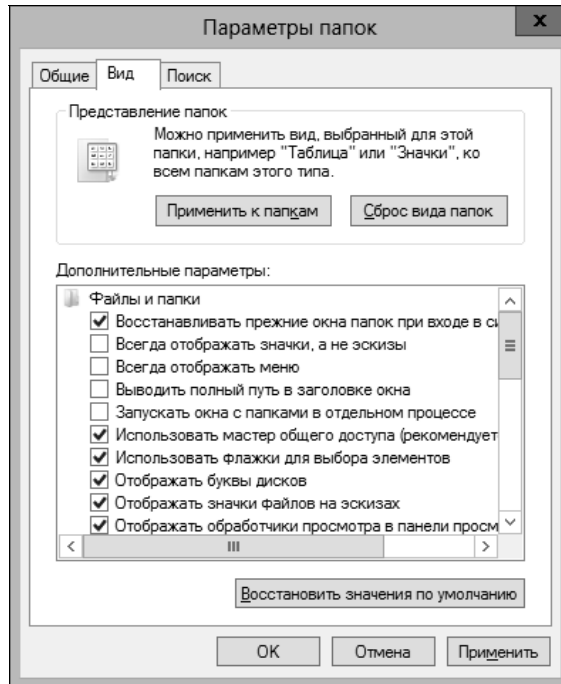 Параметры папок
x
Общие Вид Поиск
Представление папок
Можно применить вид, выбранный для этой
папки, например "Таблица" или "Значки", ко
всем папкам этого типа.
Применить к папкам Сброс вида папок
Дополнительные параметры:
Файлы и папки
Восстанавливать прежние окна папок при входе в си
Всегда отображать значки, а не эскизы
Всегда отображать меню
Выводить полный путь в заголовке окна
Запускать окна с папками в отдельном процессе
Использовать мастер общего доступа (рекомендует
Использовать флажки для выбора элементов
Отображать буквы дисков
Отображать значки файлов на эскизах
Отображать обработчики просмотра в панели просм
Восстановить значения по умолчанию
OK Отмена Применить